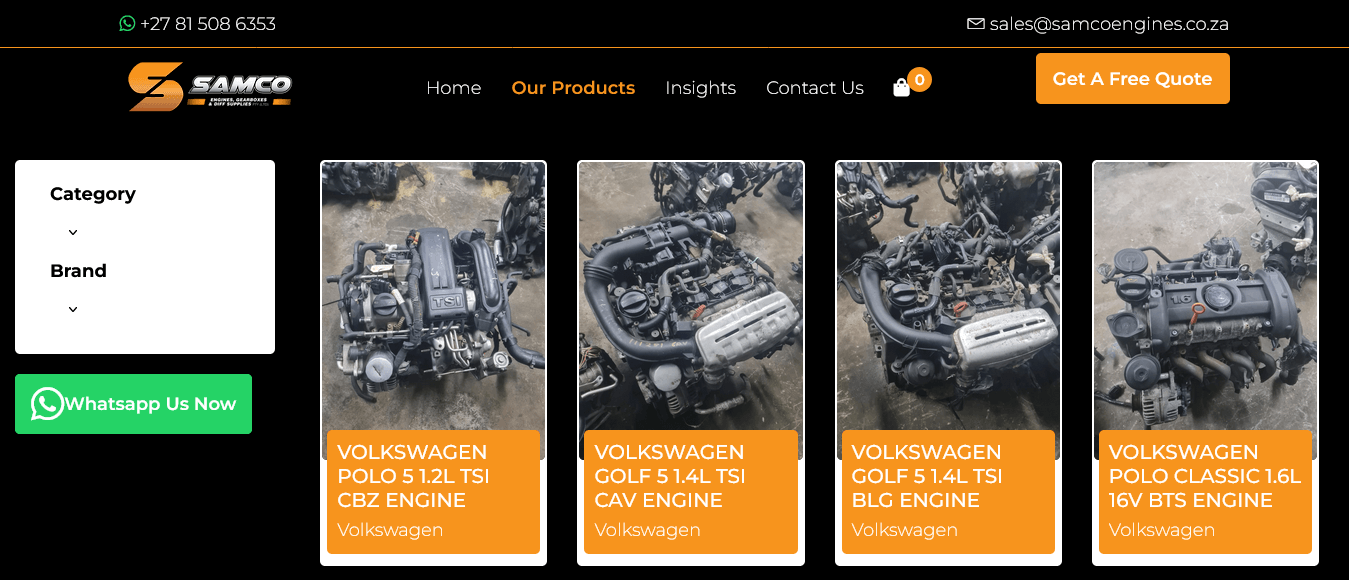 +27 81 508 6353
sales@samcoengines.co.za
SAMCO
ENGINES, GEARBOXES
& DIFF SUPPLIES
Home
Our Products
Insights
Contact Us
0
Get A Free Quote
Category
Brand
Whatsapp Us Now
TSI
1.6
VOLKSWAGEN
POLO 5 1.2L TSI
CBZ ENGINE
Volkswagen
VOLKSWAGEN
GOLF 5 1.4L TSI
CAV ENGINE
Volkswagen
VOLKSWAGEN
GOLF 5 1.4L TSI
BLG ENGINE
Volkswagen
VOLKSWAGEN
POLO CLASSIC 1.6L
16V BTS ENGINE
Volkswagen